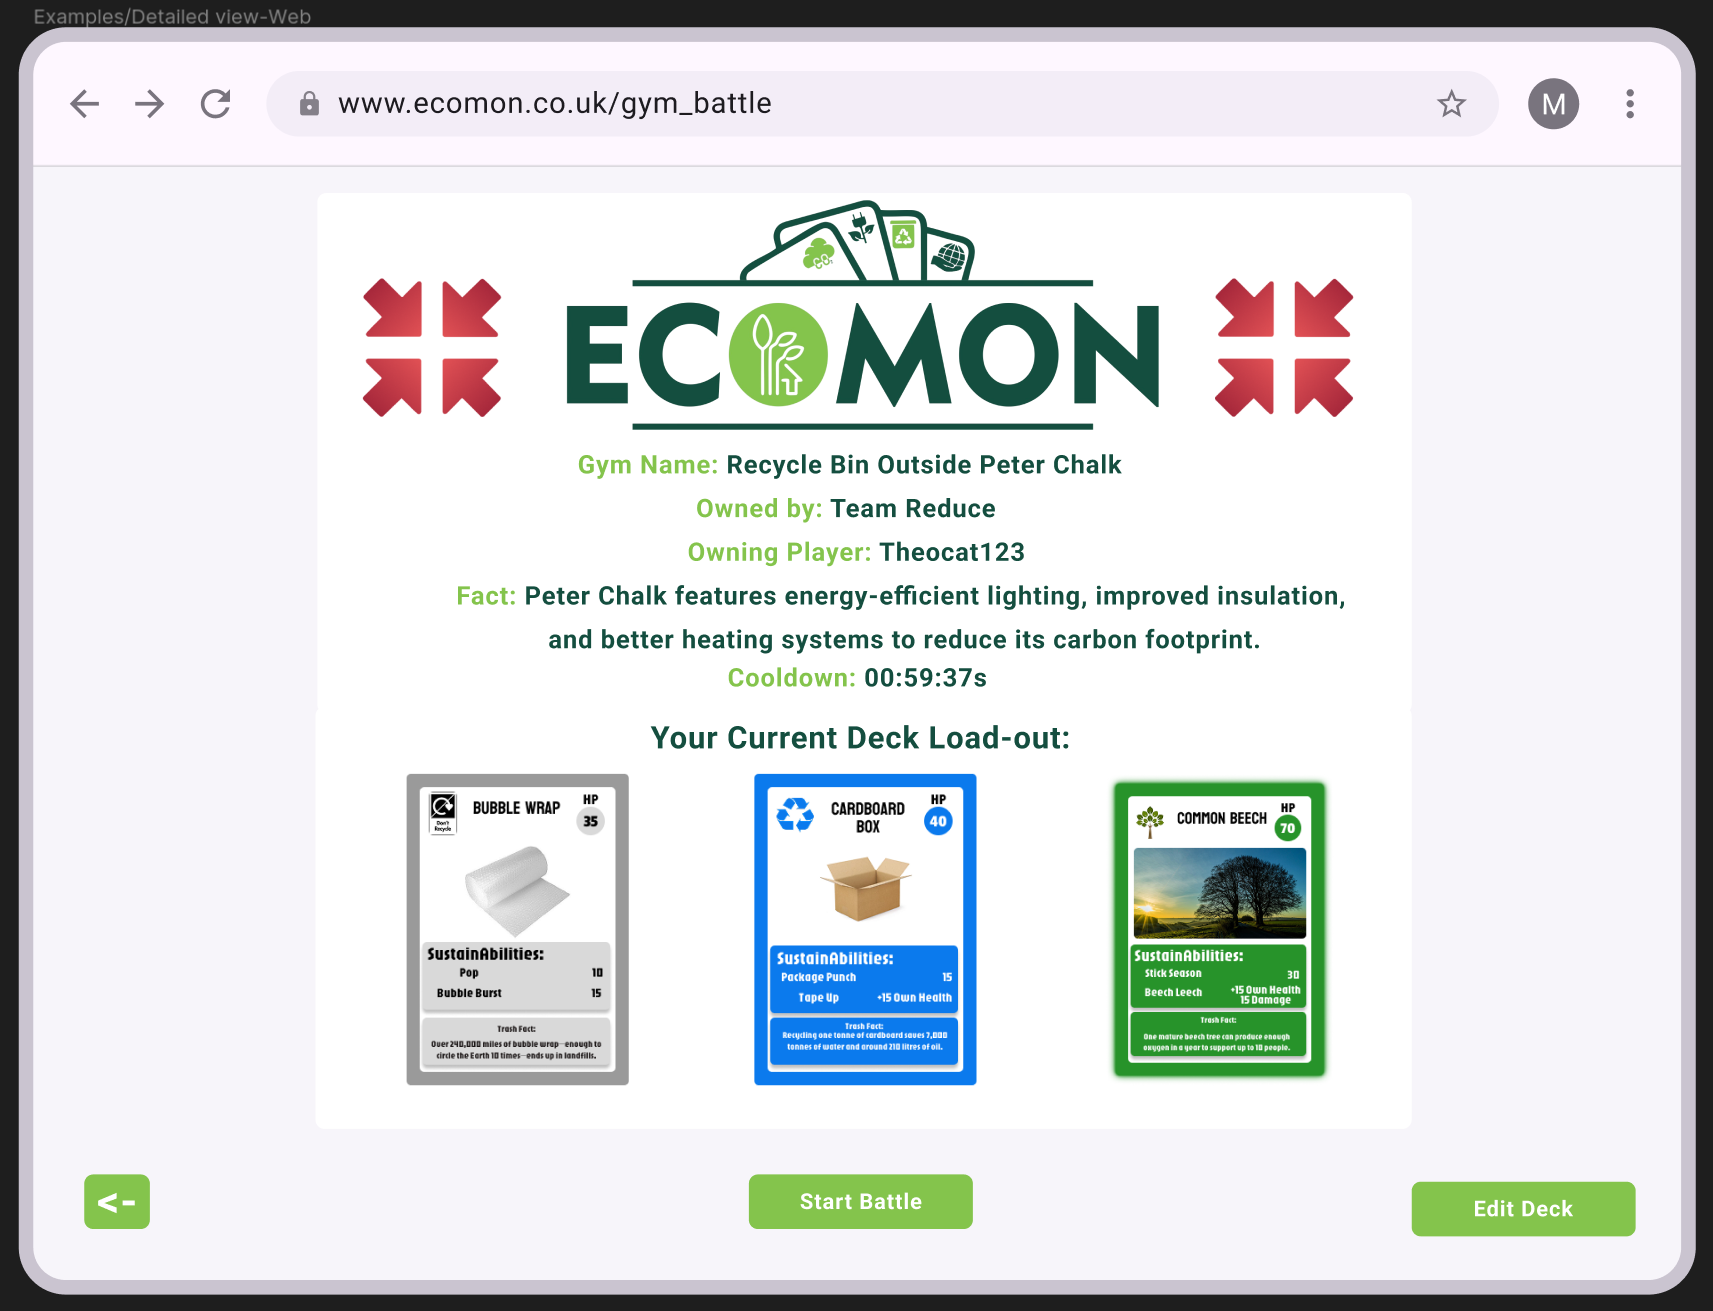 Examples/Detailed view-Web
www.ecomon.co.uk/gym_battle
M
CO₂
ECOMON
Gym Name: Recycle Bin Outside Peter Chalk
Owned by: Team Reduce
Owning Player: Theocat123
Fact: Peter Chalk features energy-efficient lighting, improved insulation,
and better heating systems to reduce its carbon footprint.
Cooldown: 00:59:37s
Your Current Deck Load-out:
Don't
Recycle
BUBBLE WRAP
HP
35
SustainAbilities:
Pop 10
Bubble Burst 15
Trash Fact:
Over 240,000 miles of bubble wrap—enough to
circle the Earth 10 times—ends up in landfills.
CARDBOARD
BOX
HP
40
SustainAbilities:
Package Punch 15
Tape Up +15 Own Health
Trash Fact:
Recycling one tonne of cardboard saves 7,000
tonnes of water and around 210 litres of oil.
COMMON BEECH
HP
70
SustainAbilities:
Stick Season 30
Beech Leech +15 Own Health
15 Damage
Trash Fact:
One mature beech tree can produce enough
oxygen in a year to support up to 10 people.
<-
Start Battle
Edit Deck